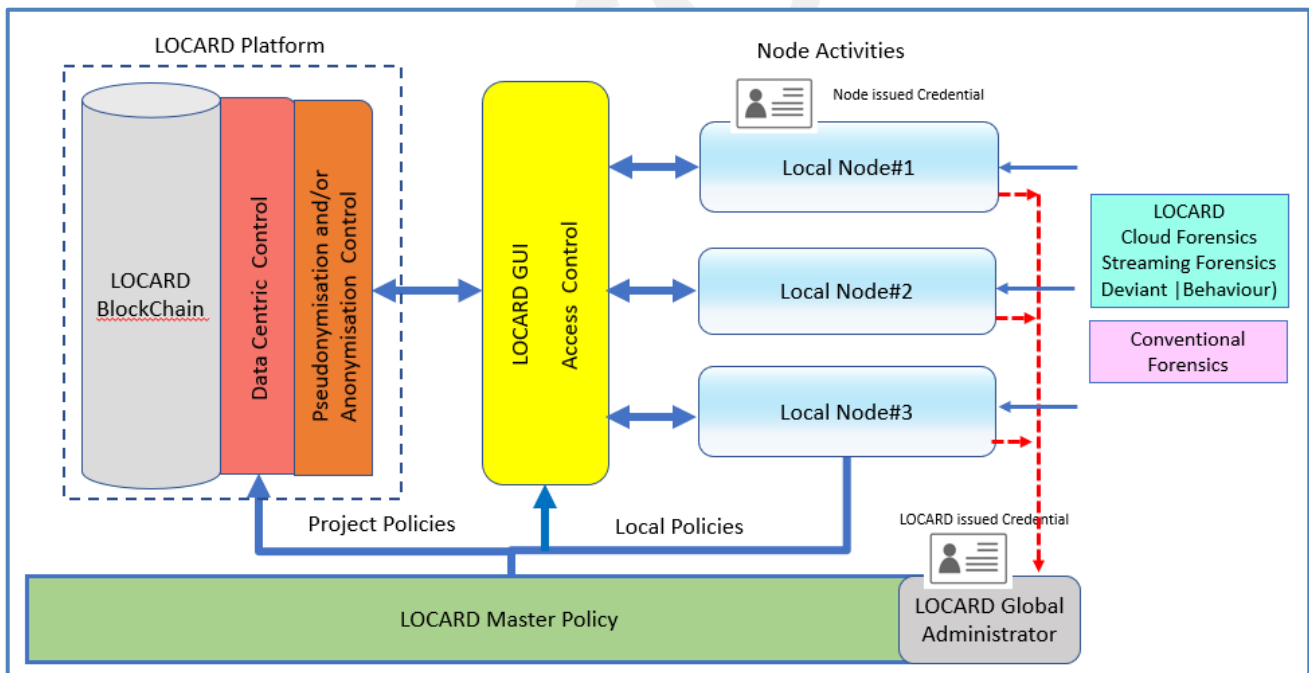 LOCARD Platform
Node Activities
Node issued Credential
LOCARD
BlockChain
Data Centric Control
Pseudonymisation and/or
Anonymisation Control
LOCARD GUI
Access Control
Local Node#1
Local Node#2
Local Node#3
LOCARD
Cloud Forensics
Streaming Forensics
Deviant |Behaviour)
Conventional
Forensics
Project Policies
Local Policies
LOCARD issued Credential
LOCARD Master Policy
LOCARD Global
Administrator